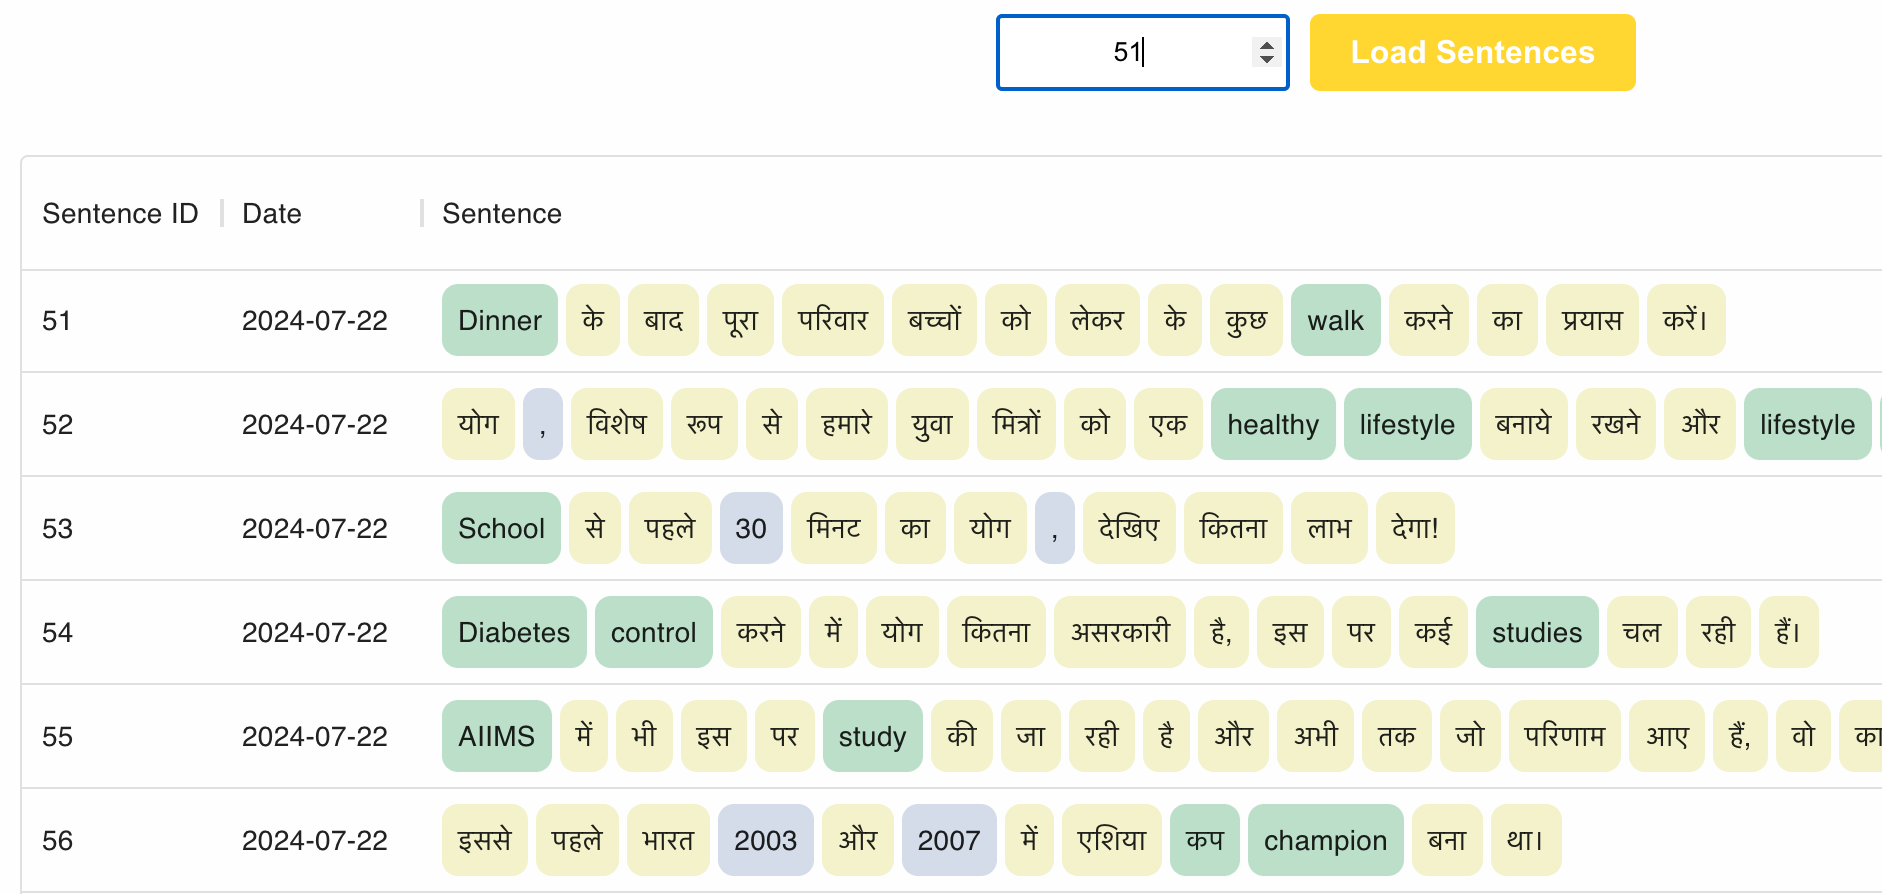 51 Load Sentences
Sentence ID Date Sentence
51 2024-07-22 Dinner के बाद पूरा परिवार बच्चों को लेकर के कुछ walk करने का प्रयास करें।
52 2024-07-22 योग , विशेष रूप से हमारे युवा मित्रों को एक healthy lifestyle बनाये रखने और lifestyle
53 2024-07-22 School से पहले 30 मिनट का योग , देखिए कितना लाभ देगा!
54 2024-07-22 Diabetes control करने में योग कितना असरकारी है, इस पर कई studies चल रही हैं।
55 2024-07-22 AIIMS में भी इस पर study की जा रही है और अभी तक जो परिणाम आए हैं, वो का
56 2024-07-22 इससे पहले भारत 2003 और 2007 में एशिया कप champion बना था।